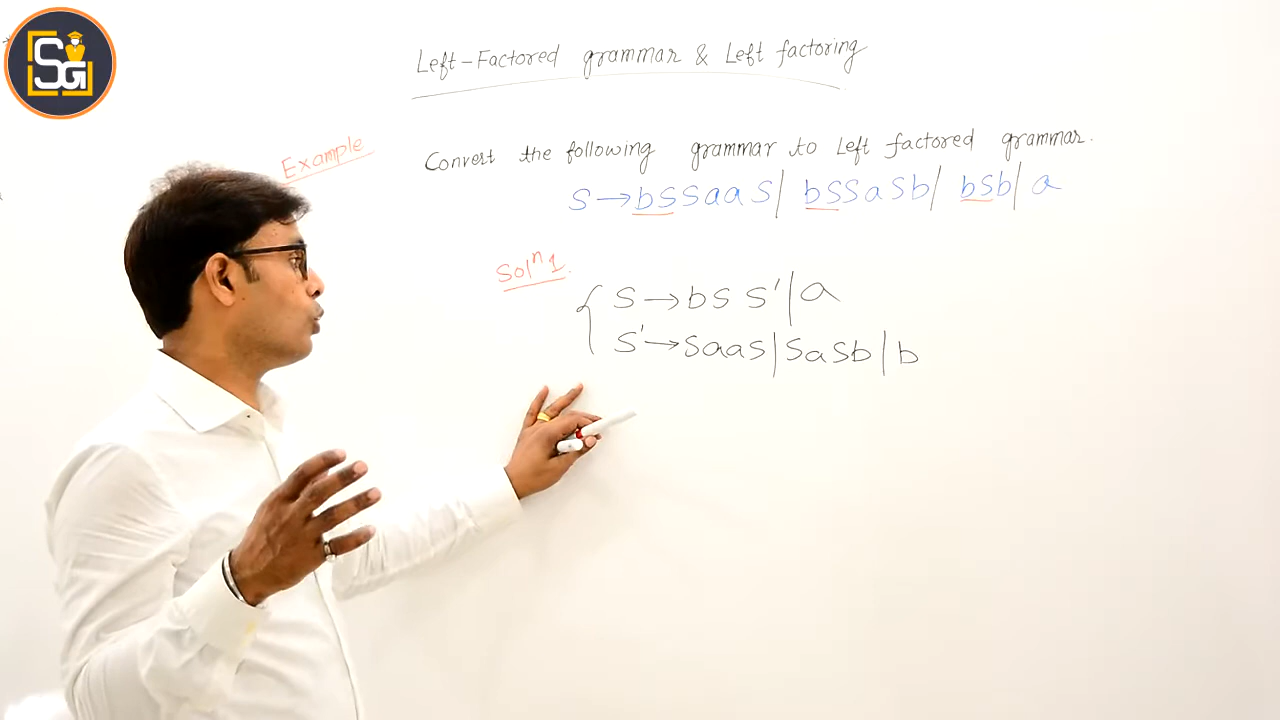 SG
Left-Factored grammar & Left factoring
Example
Convert the following grammar to Left factored grammar.
S → bSSaaS | bSSaSb | bSb | a
Solⁿ 1.
S → bSS' | a
S' → SaaS | SaSb | b